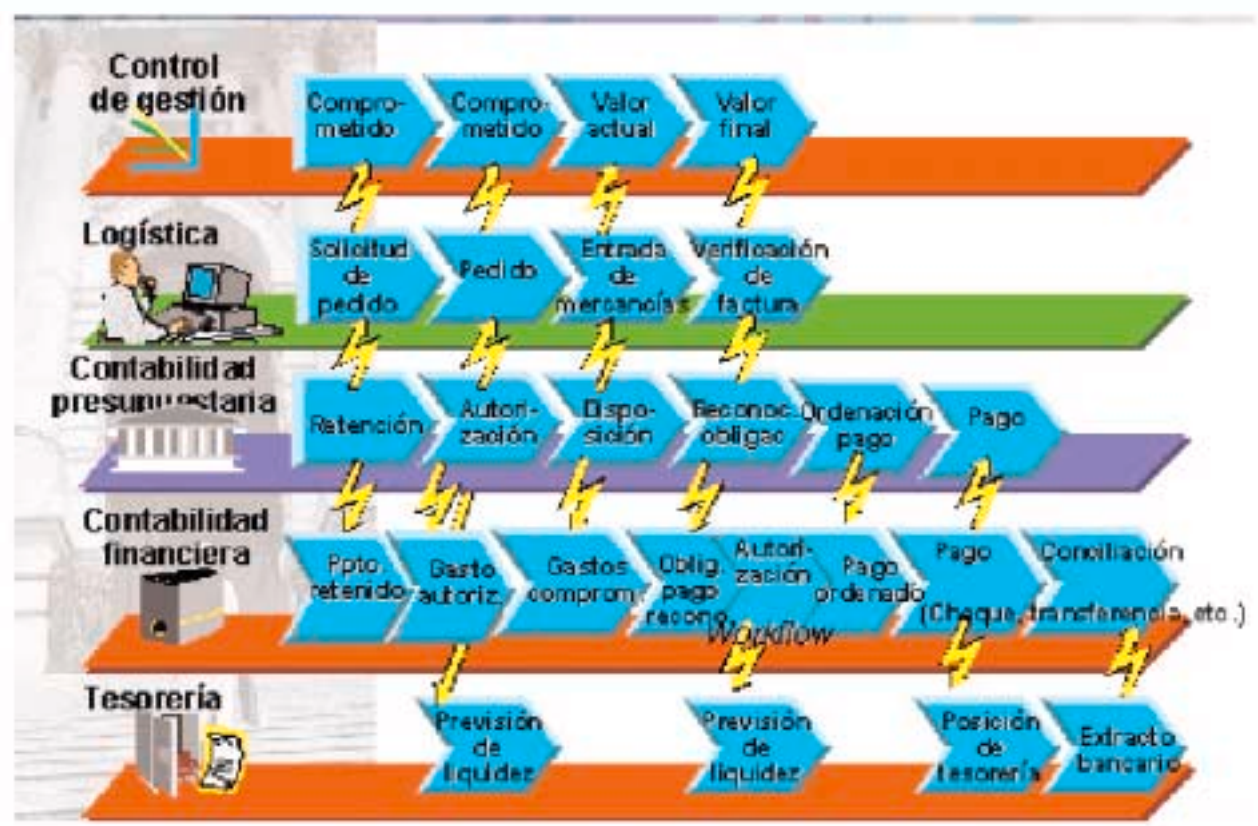 Control
de gestión
Compro-
metido
Compro-
metido
Valor
actual
Valor
final
Logística
Solicitud
de
pedido
Pedido
Entrada
de
mercancías
Verificación
de
factura
Contabilidad
presupuestaria
Retención
Autori-
zación
Dispo-
sición
Reconoc.
obligac
Ordenación
pago
Pago
Contabilidad
financiera
Ppto.
retenido
Gasto
autoriz.
Gastos
comprom
Oblig.
pago
recono.
Autori-
zación
Workflow
Pago
ordenado
Pago
Conciliación
(Cheque, transferencia, etc.)
Tesorería
Previsión
de
liquidez
Previsión
de
liquidez
Posición
de
tesorería
Extracto
bancario